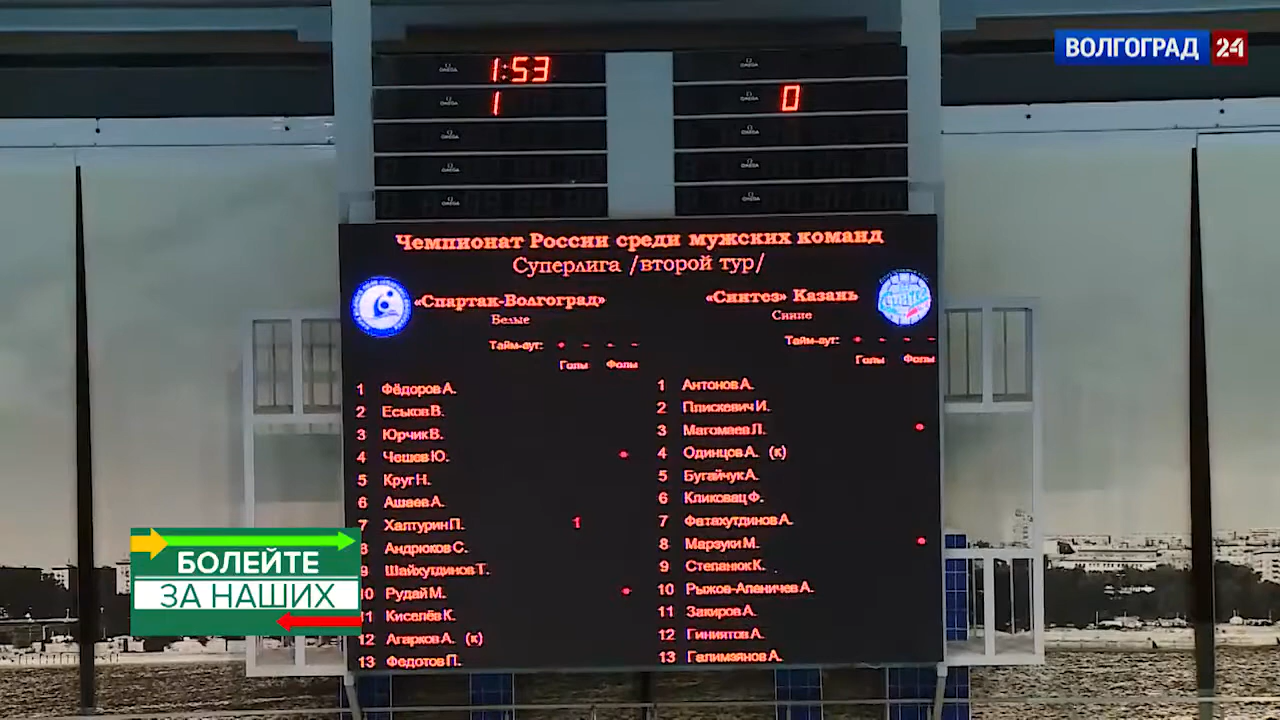 ВОЛГОГРАД 24
1:53
1 0
Чемпионат России среди мужских команд
Суперлига /второй тур/
«Спартак-Волгоград» «Синтез» Казань
Белые Синие
Тайм-аут: Тайм-аут:
Голы Фолы Голы Фолы
1 Фёдоров А. 1 Антонов А.
2 Еськов В. 2 Плискевич И.
3 Юрчик В. 3 Магомаев Л.
4 Чешев Ю. 4 Одинцов А. (к)
5 Круг Н. 5 Бугайчук А.
6 Ашаев А. 6 Кликовац Ф.
7 Халтурин П. 1 7 Фатахутдинов А.
8 Андрюков С. 8 Марзуки М.
9 Шайхутдинов Т. 9 Степанюк К.
10 Рудай М. 10 Рыжов-Аленичев А.
11 Киселёв К. 11 Закиров А.
12 Агарков А. (к) 12 Гиниятов А.
13 Федотов П. 13 Галимзянов А.
БОЛЕЙТЕ
ЗА НАШИХ